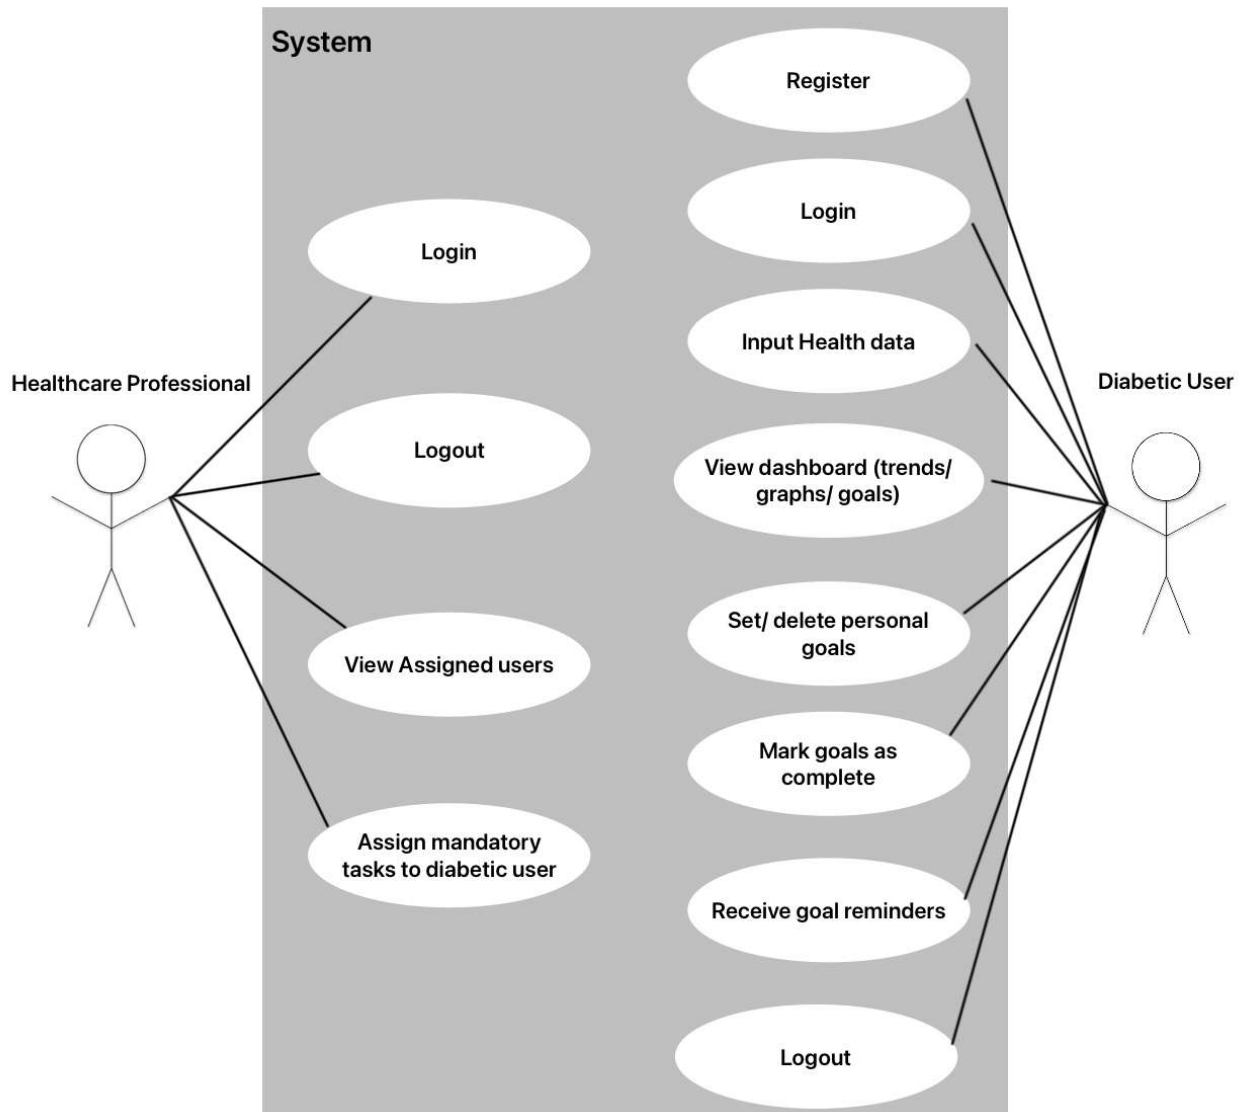 System
Register
Login
Login
Input Health data
Healthcare Professional
Diabetic User
Logout
View dashboard (trends/
graphs/ goals)
Set/ delete personal
goals
View Assigned users
Mark goals as
complete
Assign mandatory
tasks to diabetic user
Receive goal reminders
Logout